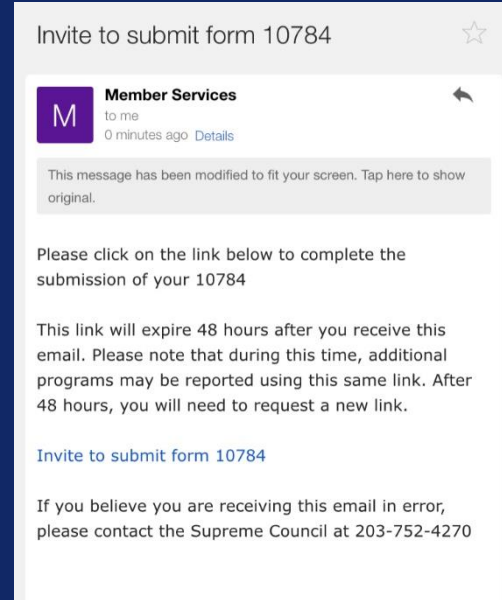 Invite to submit form 10784
M
Member Services
to me
0 minutes ago Details
This message has been modified to fit your screen. Tap here to show
original.
Please click on the link below to complete the
submission of your 10784
This link will expire 48 hours after you receive this
email. Please note that during this time, additional
programs may be reported using this same link. After
48 hours, you will need to request a new link.
Invite to submit form 10784
If you believe you are receiving this email in error,
please contact the Supreme Council at 203-752-4270